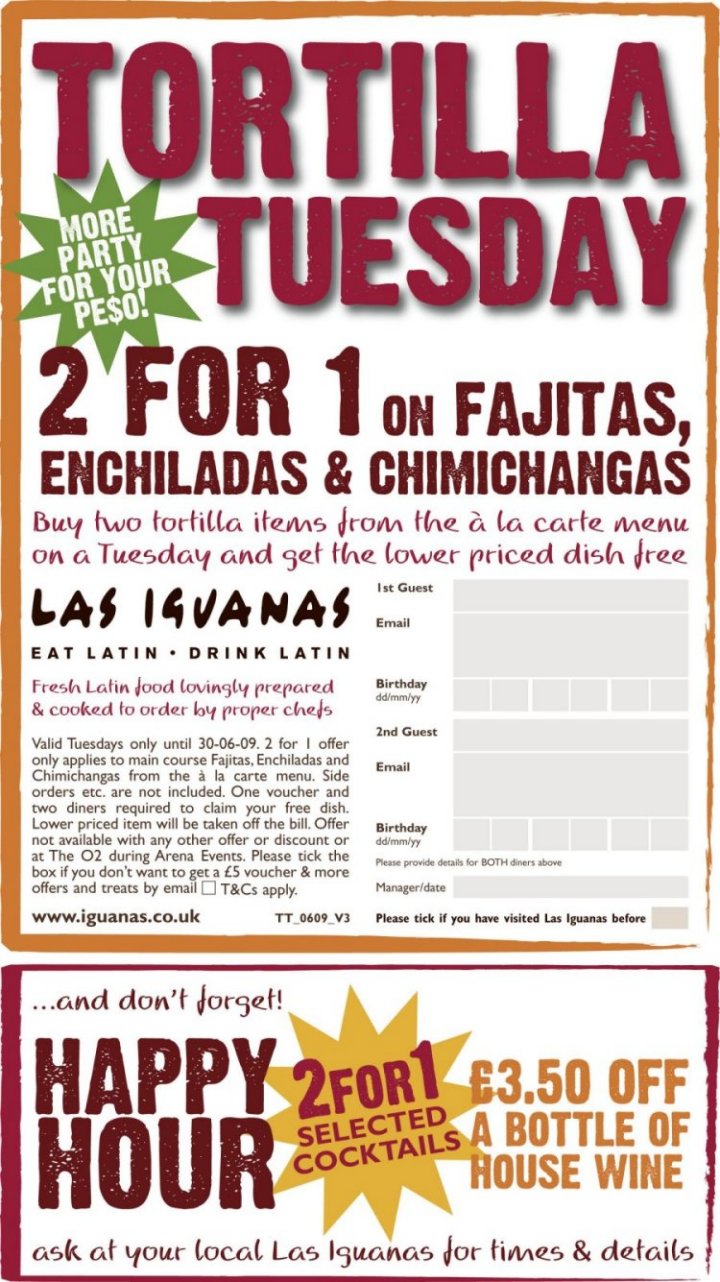 TORTILLA
TUESDAY
MORE
PARTY
FOR YOUR
PE$O!
2 FOR 1 ON FAJITAS,
ENCHILADAS & CHIMICHANGAS
Buy two tortilla items from the à la carte menu
on a Tuesday and get the lower priced dish free
LAS IGUANAS
EAT LATIN • DRINK LATIN
Fresh Latin food lovingly prepared
& cooked to order by proper chefs
Valid Tuesdays only until 30-06-09. 2 for 1 offer
only applies to main course Fajitas, Enchiladas and
Chimichangas from the à la carte menu. Side
orders etc. are not included. One voucher and
two diners required to claim your free dish.
Lower priced item will be taken off the bill. Offer
not available with any other offer or discount or
at The O2 during Arena Events. Please tick the
box if you don't want to get a £5 voucher & more
offers and treats by email T&Cs apply.
www.iguanas.co.uk TT_0609_V3
1st Guest
Email
Birthday
dd/mm/yy
2nd Guest
Email
Birthday
dd/mm/yy
Please provide details for BOTH diners above
Manager/date
Please tick if you have visited Las Iguanas before
...and don't forget!
HAPPY
HOUR
2FOR1
SELECTED
COCKTAILS
£3.50 OFF
A BOTTLE OF
HOUSE WINE
ask at your local Las Iguanas for times & details